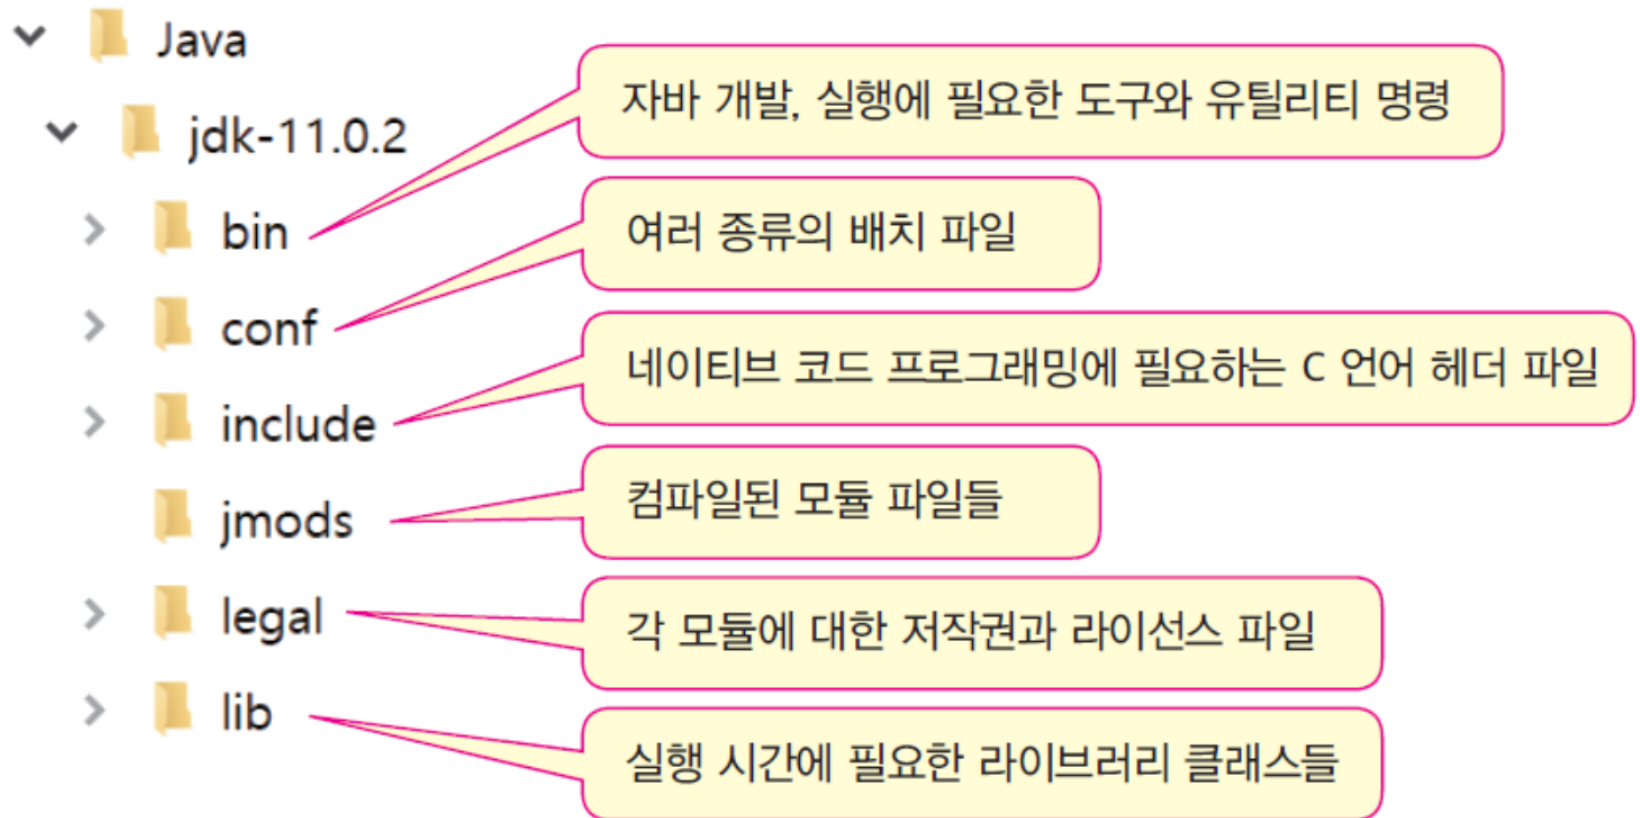 Java
자바 개발, 실행에 필요한 도구와 유틸리티 명령
jdk-11.0.2
bin
여러 종류의 배치 파일
conf
네이티브 코드 프로그래밍에 필요하는 C 언어 헤더 파일
include
컴파일된 모듈 파일들
jmods
각 모듈에 대한 저작권과 라이선스 파일
legal
lib
실행 시간에 필요한 라이브러리 클래스들